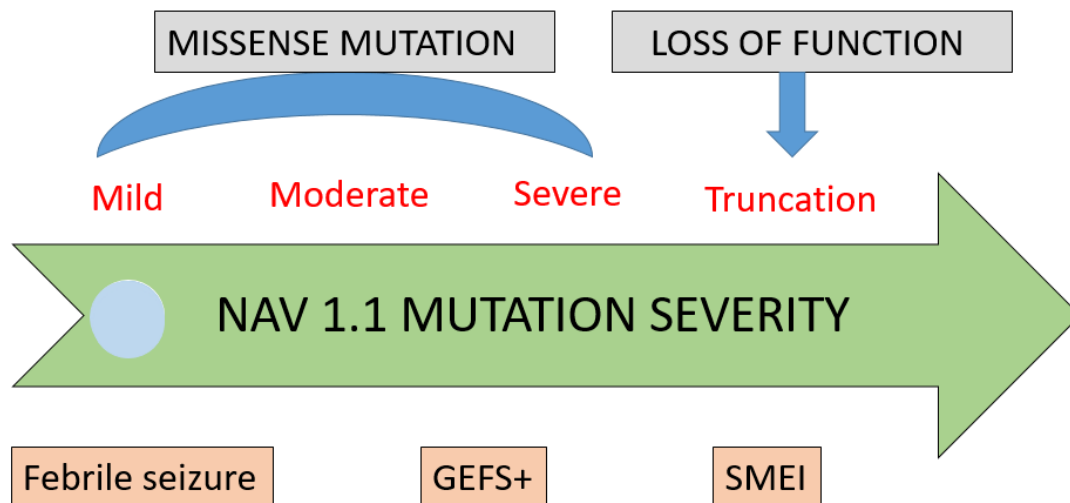 MISSENSE MUTATION
LOSS OF FUNCTION
Mild
Moderate
Severe
Truncation
NAV 1.1 MUTATION SEVERITY
Febrile seizure
GEFS+
SMEI